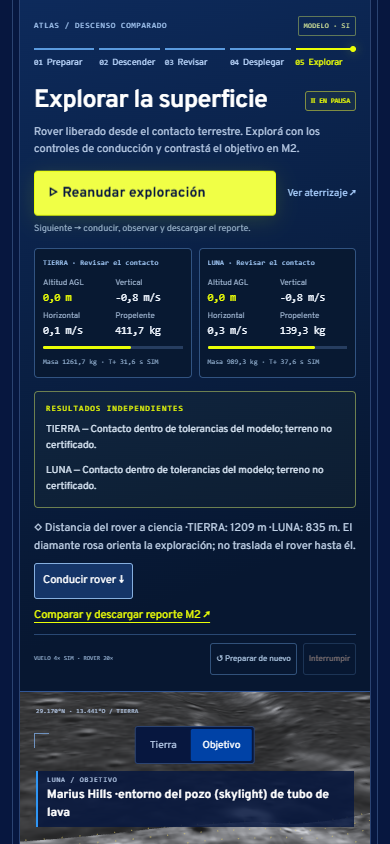 ATLAS / DESCENSO COMPARADO
MODELO · SI
01 Preparar
02 Descender
03 Revisar
04 Desplegar
05 Explorar
Explorar la superficie
⏸ EN PAUSA
Rover liberado desde el contacto terrestre. Explorá con los
controles de conducción y contrastá el objetivo en M2.
▷ Reanudar exploración
Ver aterrizaje ↗
Siguiente → conducir, observar y descargar el reporte.
TIERRA · Revisar el contacto
Altitud AGL
Vertical
0,0 m
-0,8 m/s
Horizontal
Propelente
0,1 m/s
411,7 kg
Masa 1261,7 kg · T+ 31,6 s SIM
LUNA · Revisar el contacto
Altitud AGL
Vertical
0,0 m
-0,8 m/s
Horizontal
Propelente
0,3 m/s
139,3 kg
Masa 989,3 kg · T+ 37,6 s SIM
RESULTADOS INDEPENDIENTES
TIERRA — Contacto dentro de tolerancias del modelo; terreno no
certificado.
LUNA — Contacto dentro de tolerancias del modelo; terreno no
certificado.
◇ Distancia del rover a ciencia ·TIERRA: 1209 m ·LUNA: 835 m. El
diamante rosa orienta la exploración; no traslada el rover hasta él.
Conducir rover ↓
Comparar y descargar reporte M2 ↗
VUELO 4× SIM · ROVER 20×
↺ Preparar de nuevo
Interrumpir
29.170°N · 13.441°O / TIERRA
Tierra
Objetivo
LUNA / OBJETIVO
Marius Hills ·entorno del pozo (skylight) de tubo de
lava